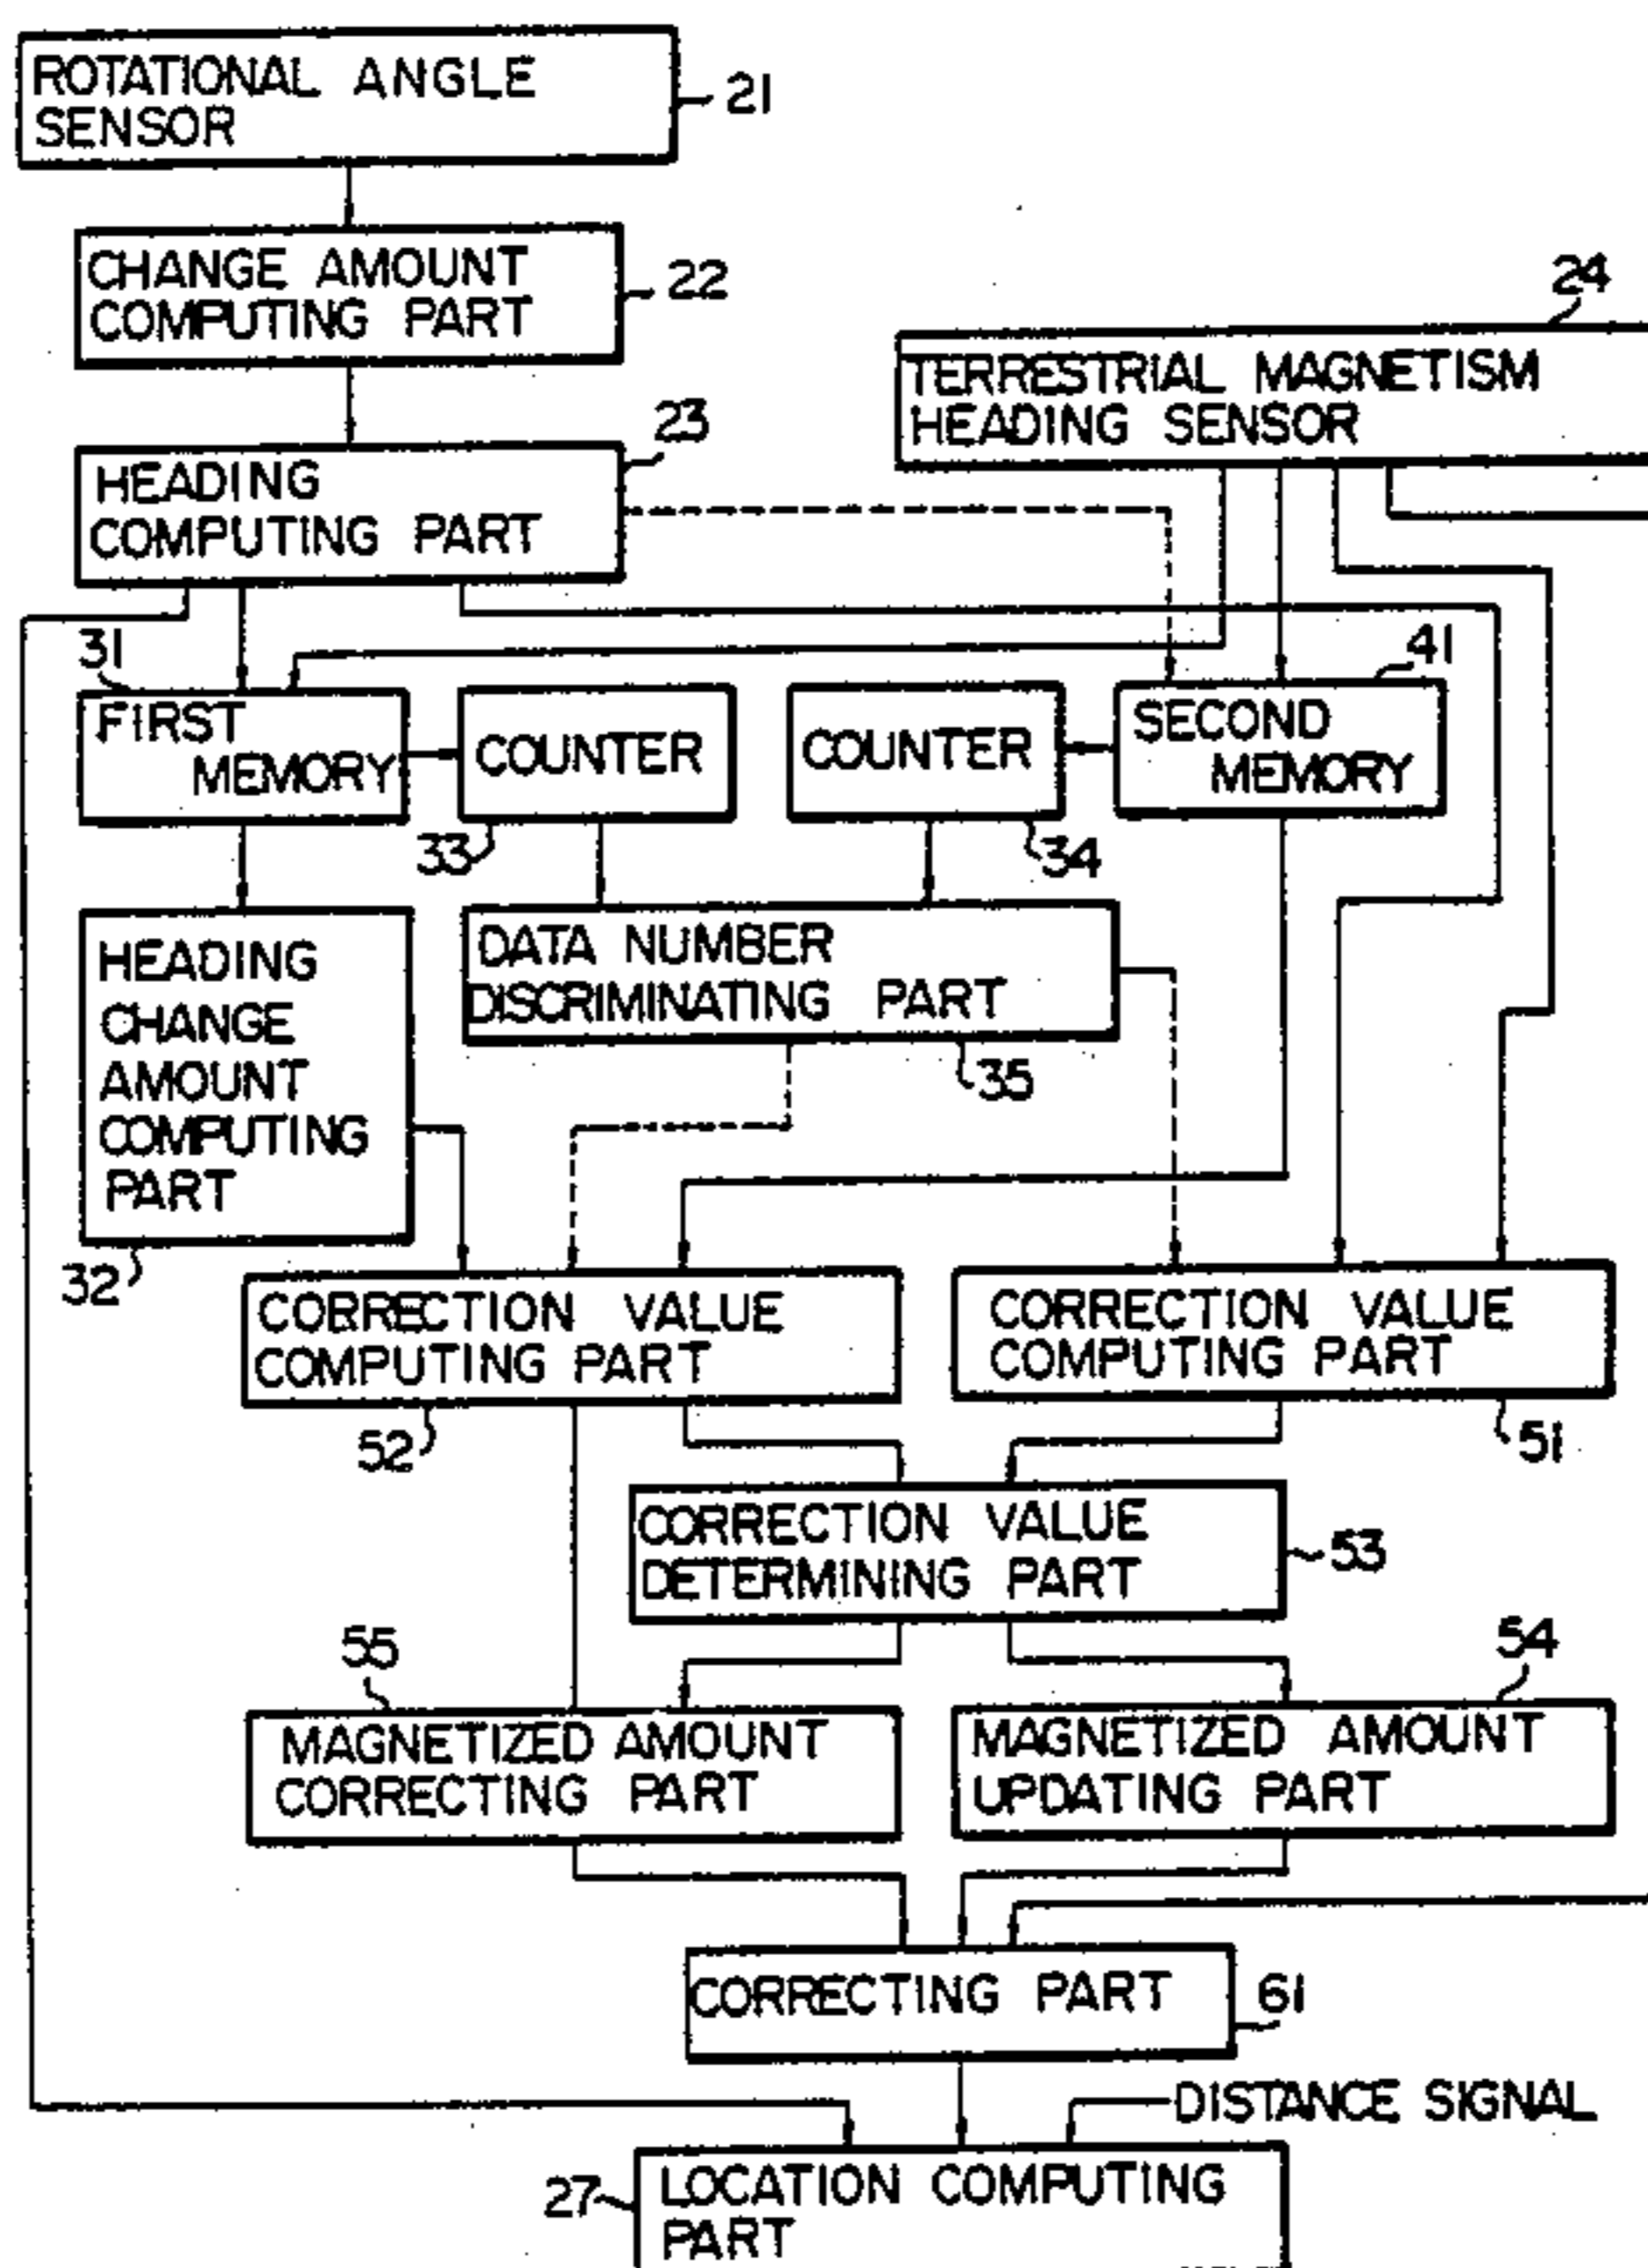 ROTATIONAL ANGLE
SENSOR
21
CHANGE AMOUNT
COMPUTING PART
22
24
TERRESTRIAL MAGNETISM
HEADING SENSOR
23
HEADING
COMPUTING PART
31
41
FIRST
MEMORY
COUNTER
COUNTER
SECOND
MEMORY
33
34
HEADING
CHANGE
AMOUNT
COMPUTING
PART
DATA NUMBER
DISCRIMINATING PART
35
32
CORRECTION VALUE
COMPUTING PART
CORRECTION VALUE
COMPUTING PART
52
51
CORRECTION VALUE
DETERMINING PART
53
55
54
MAGNETIZED AMOUNT
CORRECTING PART
MAGNETIZED AMOUNT
UPDATING PART
CORRECTING PART
61
DISTANCE SIGNAL
27
LOCATION COMPUTING
PART